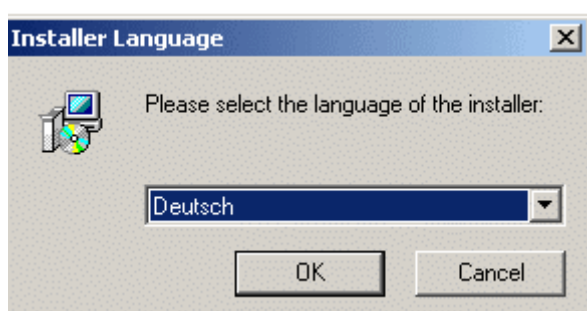 Installer Language
Please select the language of the installer:
Deutsch
OK
Cancel